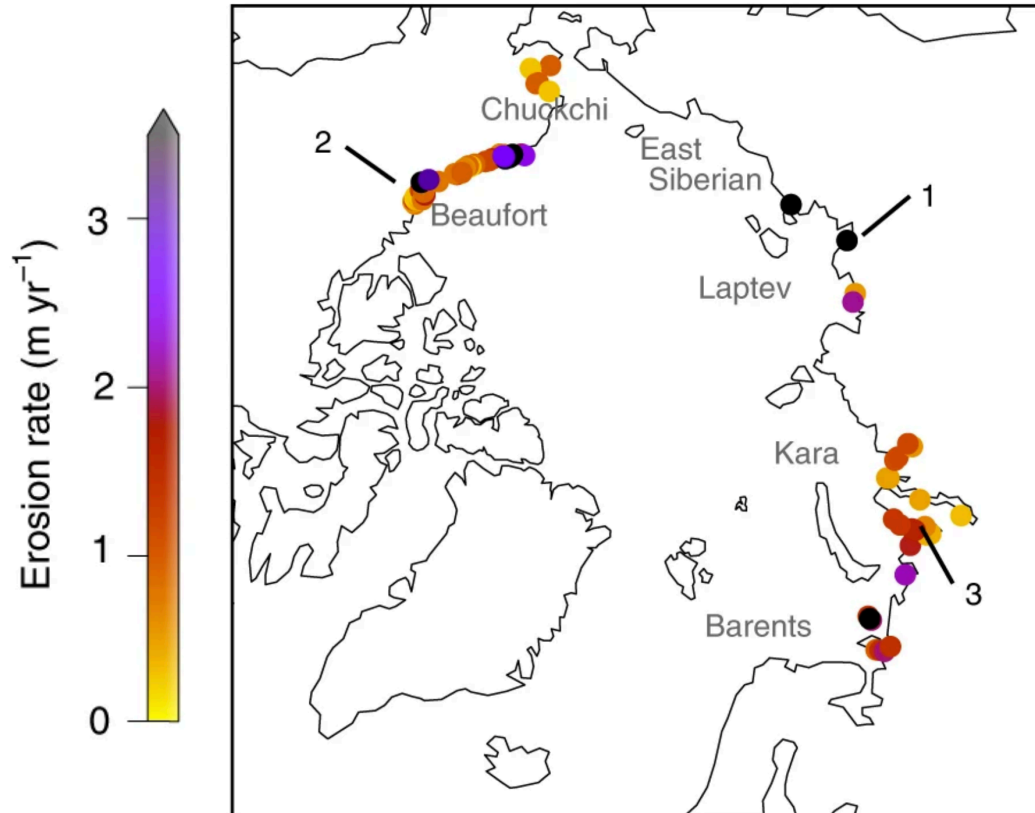 Erosion rate (m yr⁻¹)
3
2
1
0
Chuckchi
2
East
Siberian
1
Beaufort
Laptev
Kara
3
Barents